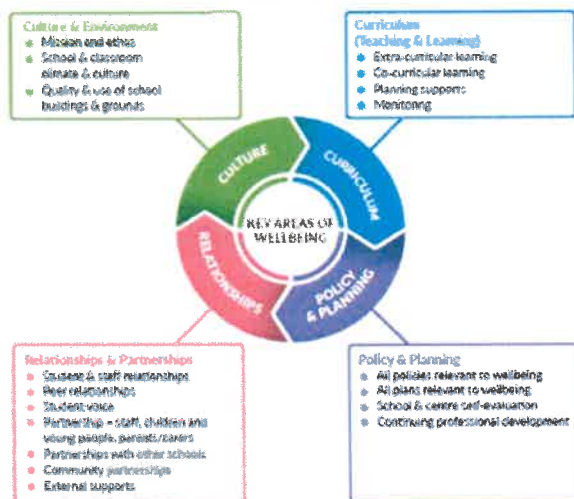 Culture & Environment
Mission and ethos
School & classroom
climate & culture
Quality & use of school
buildings & grounds
Curriculum
(Teaching & Learning)
Extra-curricular learning
Co-curricular learning
Planning supports
Monitoring
CULTURE
CURRICULUM
KEY AREAS OF
WELLBEING
RELATIONSHIPS
POLICY
& PLANNING
Relationships & Partnerships
Student & staff relationships
Peer relationships
Student voice
Partnership – staff, children and
young people, parents/carers
Partnerships with other schools
Community partnerships
External supports
Policy & Planning
All policies relevant to wellbeing
All plans relevant to wellbeing
School & centre self-evaluation
Continuing professional development